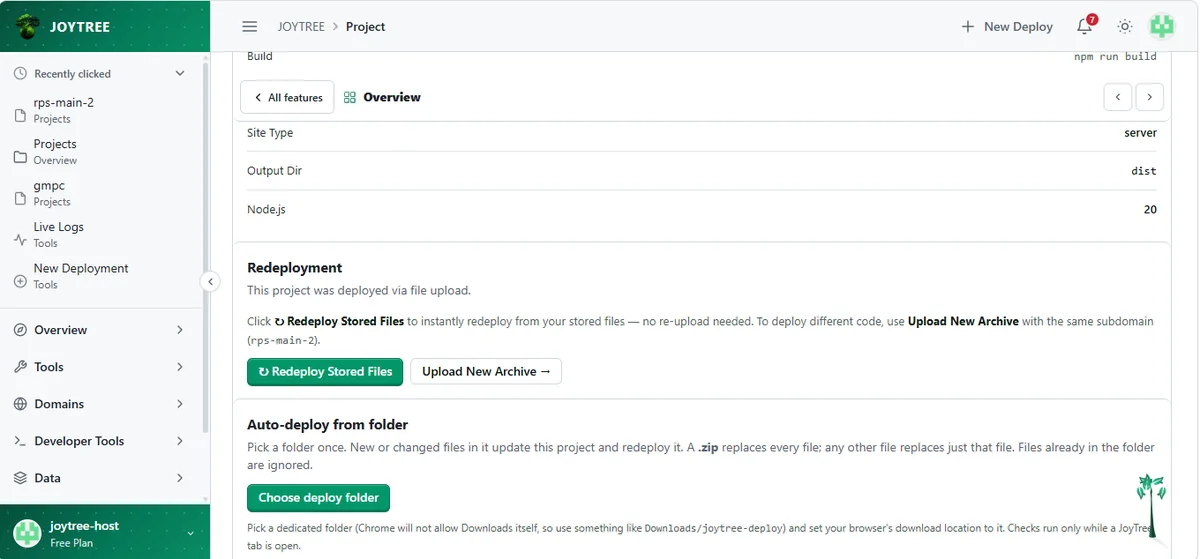 JOYTREE
JOYTREE > Project
+ New Deploy
7
Recently clicked
rps-main-2
Projects
Projects
Overview
gmpc
Projects
Live Logs
Tools
New Deployment
Tools
Overview
Tools
Domains
Developer Tools
Data
joytree-host
Free Plan
Build npm run build
All features
Overview
Site Type server
Output Dir dist
Node.js 20
Redeployment
This project was deployed via file upload.
Click ↻ Redeploy Stored Files to instantly redeploy from your stored files — no re-upload needed. To deploy different code, use Upload New Archive with the same subdomain
(rps-main-2).
↻ Redeploy Stored Files
Upload New Archive →
Auto-deploy from folder
Pick a folder once. New or changed files in it update this project and redeploy it. A .zip replaces every file; any other file replaces just that file. Files already in the folder
are ignored.
Choose deploy folder
Pick a dedicated folder (Chrome will not allow Downloads itself, so use something like Downloads/joytree-deploy) and set your browser's download location to it. Checks run only while a JoyTree
tab is open.